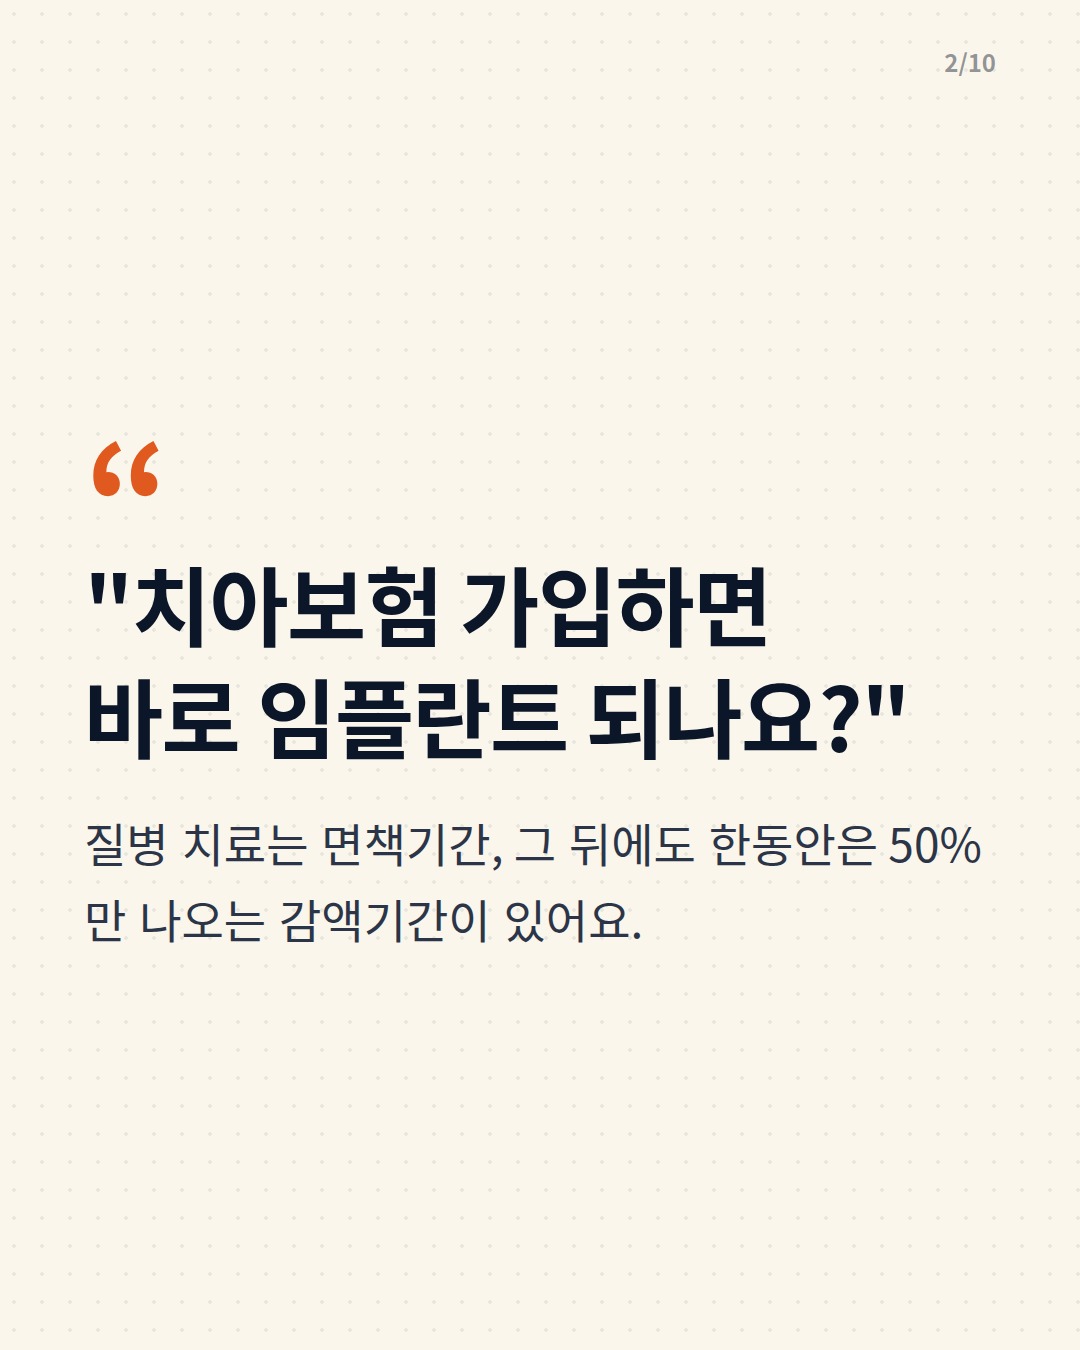 2/10
“
"치아보험 가입하면
바로 임플란트 되나요?"
질병 치료는 면책기간, 그 뒤에도 한동안은 50%
만 나오는 감액기간이 있어요.